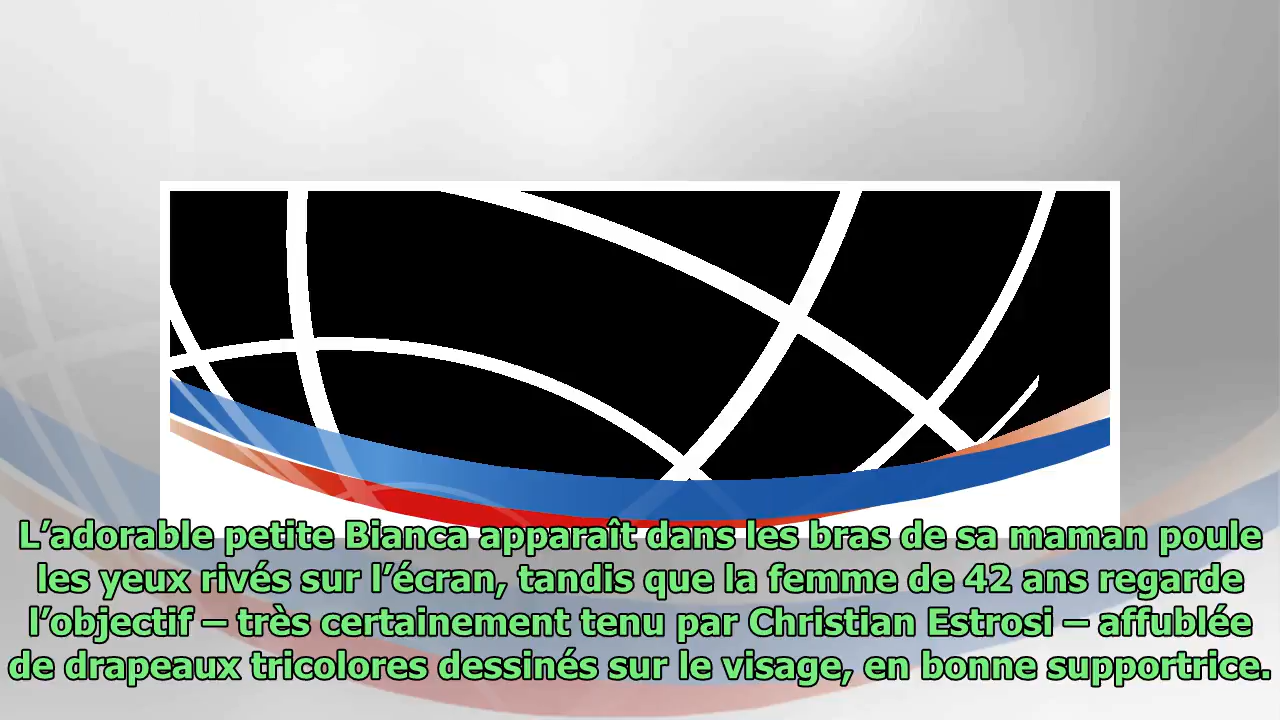 L’adorable petite Bianca apparaît dans les bras de sa maman poule
les yeux rivés sur l’écran, tandis que la femme de 42 ans regarde
l’objectif – très certainement tenu par Christian Estrosi – affublée
de drapeaux tricolores dessinés sur le visage, en bonne supportrice.